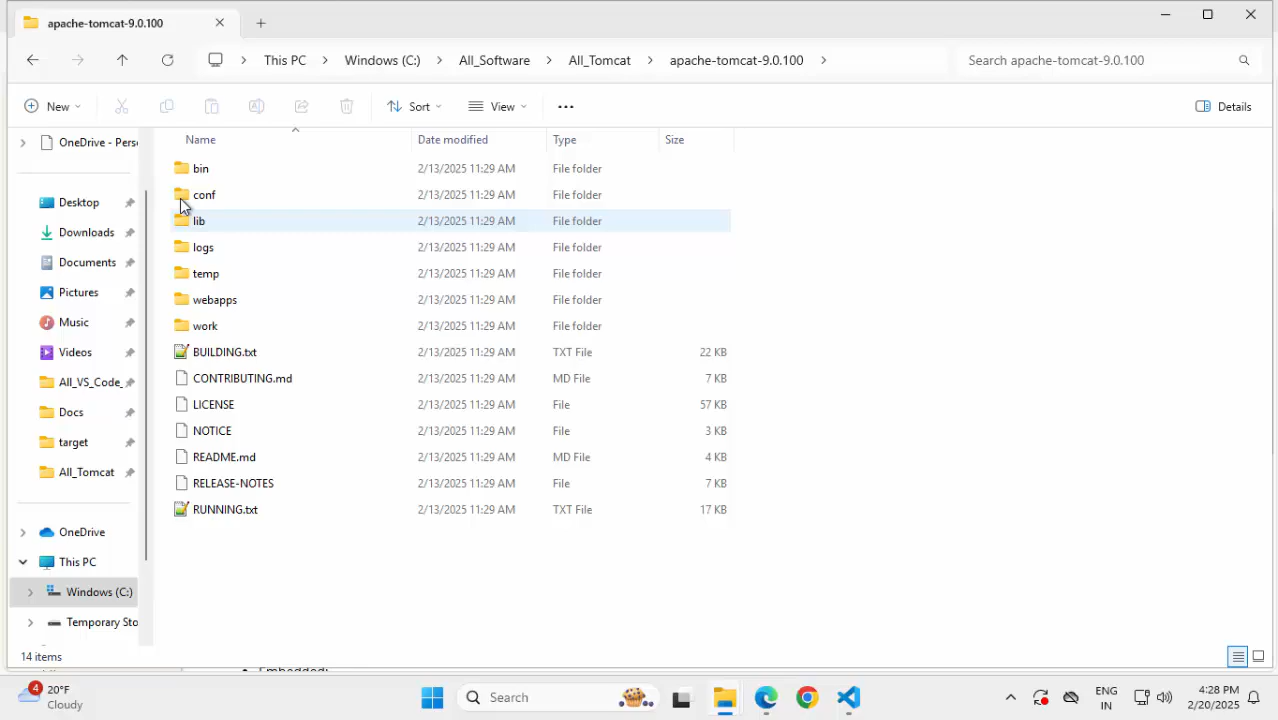 apache-tomcat-9.0.100
This PC > Windows (C:) > All_Software > All_Tomcat > apache-tomcat-9.0.100 >
Search apache-tomcat-9.0.100
New
Sort
View
Details
OneDrive - Pers
Desktop
Downloads
Documents
Pictures
Music
Videos
All_VS_Code_
Docs
target
All_Tomcat
OneDrive
This PC
Windows (C:)
Temporary Sto
Name Date modified Type Size
bin 2/13/2025 11:29 AM File folder
conf 2/13/2025 11:29 AM File folder
lib 2/13/2025 11:29 AM File folder
logs 2/13/2025 11:29 AM File folder
temp 2/13/2025 11:29 AM File folder
webapps 2/13/2025 11:29 AM File folder
work 2/13/2025 11:29 AM File folder
BUILDING.txt 2/13/2025 11:29 AM TXT File 22 KB
CONTRIBUTING.md 2/13/2025 11:29 AM MD File 7 KB
LICENSE 2/13/2025 11:29 AM File 57 KB
NOTICE 2/13/2025 11:29 AM File 3 KB
README.md 2/13/2025 11:29 AM MD File 4 KB
RELEASE-NOTES 2/13/2025 11:29 AM File 7 KB
RUNNING.txt 2/13/2025 11:29 AM TXT File 17 KB
14 items
Embedded:
4
20°F
Cloudy
Search
ENG
IN
4:28 PM
2/20/2025